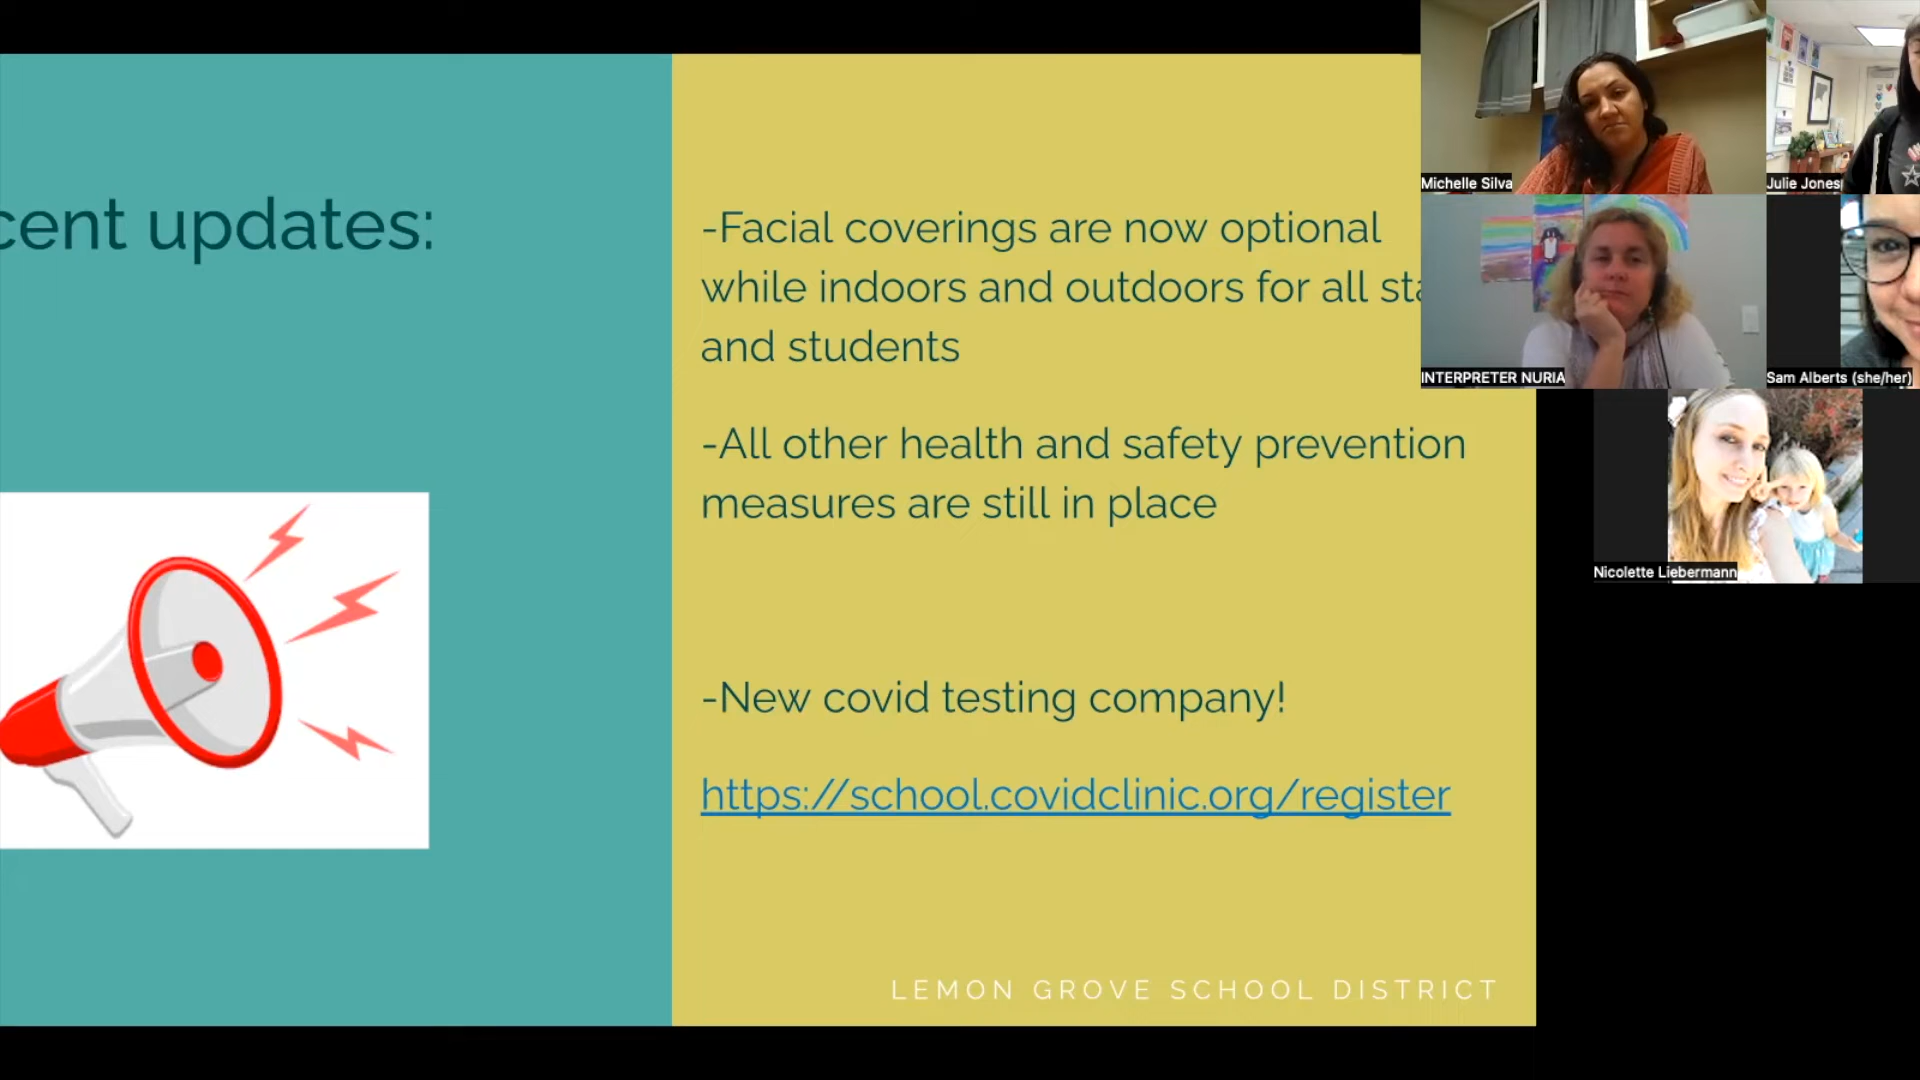 cent updates:
-Facial coverings are now optional
while indoors and outdoors for all sta
and students
-All other health and safety prevention
measures are still in place
-New covid testing company!
https://school.covidclinic.org/register
LEMON GROVE SCHOOL DISTRICT
Michelle Silva
Julie Jones
INTERPRETER NURIA
Sam Alberts (she/her)
Nicolette Liebermann